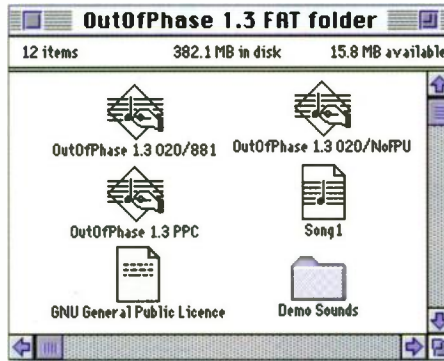 OutOfPhase 1.3 FAT folder
12 items 382.1 MB in disk 15.8 MB available
OutOfPhase 1.3 020/881 OutOfPhase 1.3 020/NoFPU
OutOfPhase 1.3 PPC Song1
GNU General Public Licence Demo Sounds